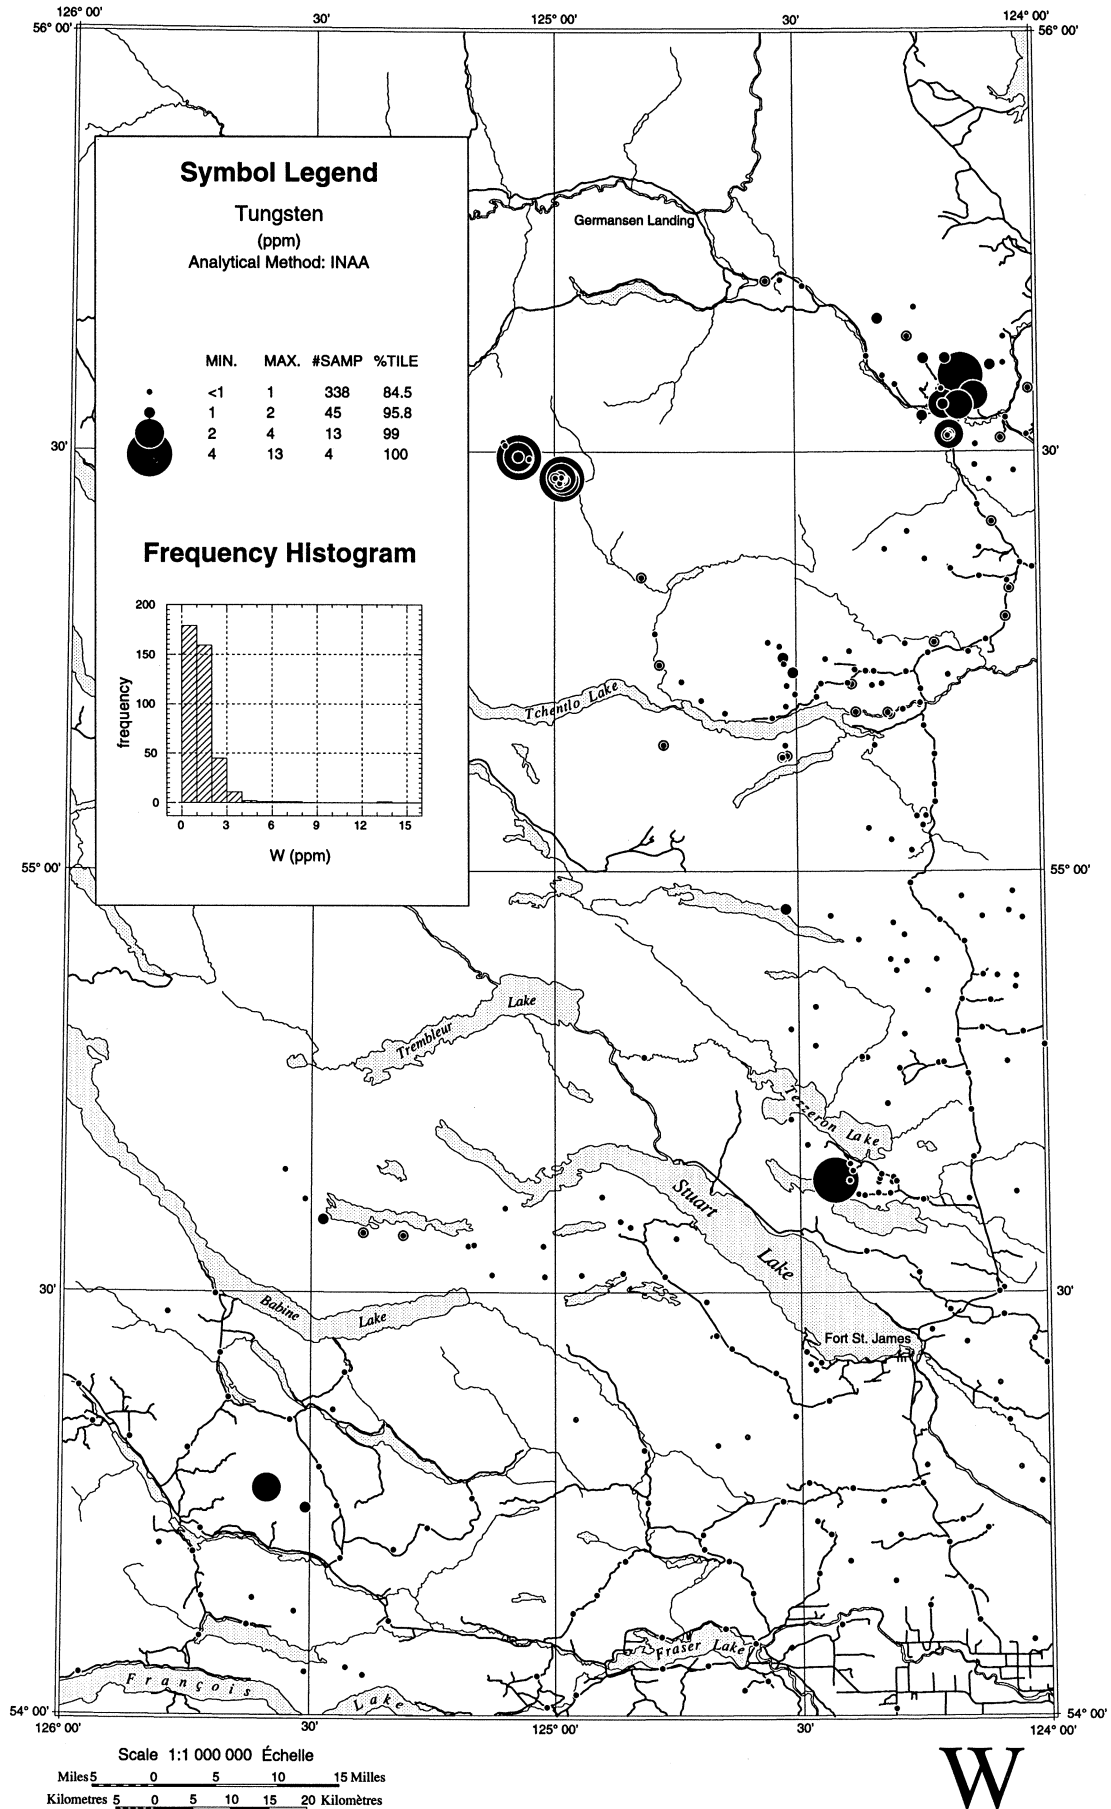 126° 00' 30' 125° 00' 30' 124° 00'
56° 00' 56° 00'
Symbol Legend
Tungsten
(ppm)
Analytical Method: INAA
MIN. MAX. #SAMP %TILE
<1 1 338 84.5
1 2 45 95.8
2 4 13 99
4 13 4 100
Germansen Landing
30' 30'
Frequency Histogram
200
150
100
50
0
frequency
0 3 6 9 12 15
W (ppm)
Tchentlo Lake
55° 00' 55° 00'
Trembleur Lake
Tezzeron Lake
Stuart Lake
30' 30'
Babine Lake
Fort St. James
Fraser Lake
François Lake
54° 00' 54° 00'
126° 00' 30' 125° 00' 30' 124° 00'
Scale 1:1 000 000 Échelle
Miles 5 0 5 10 15 Milles
Kilometres 5 0 5 10 15 20 Kilomètres
W